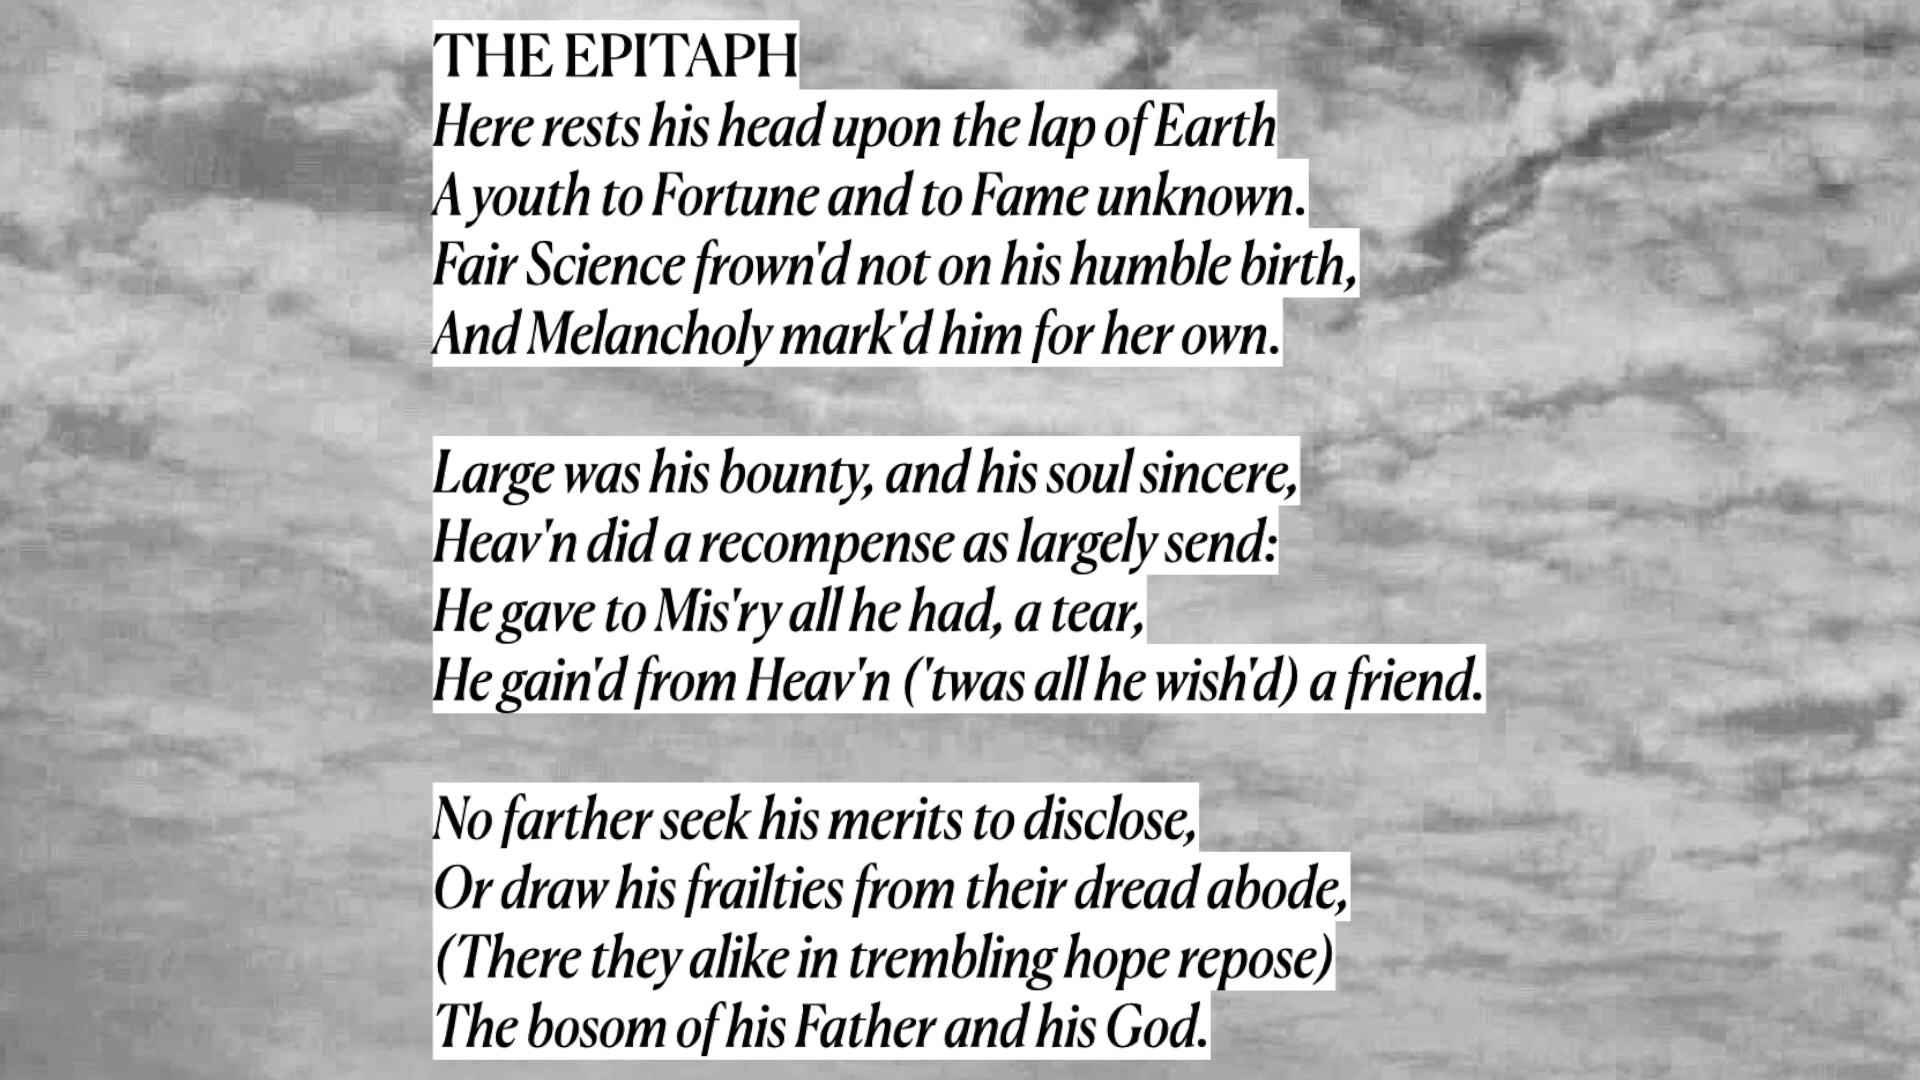 THE EPITAPH
Here rests his head upon the lap of Earth
A youth to Fortune and to Fame unknown.
Fair Science frown'd not on his humble birth,
And Melancholy mark'd him for her own.

Large was his bounty, and his soul sincere,
Heav'n did a recompense as largely send:
He gave to Mis'ry all he had, a tear,
He gain'd from Heav'n ('twas all he wish'd) a friend.

No farther seek his merits to disclose,
Or draw his frailties from their dread abode,
(There they alike in trembling hope repose)
The bosom of his Father and his God.